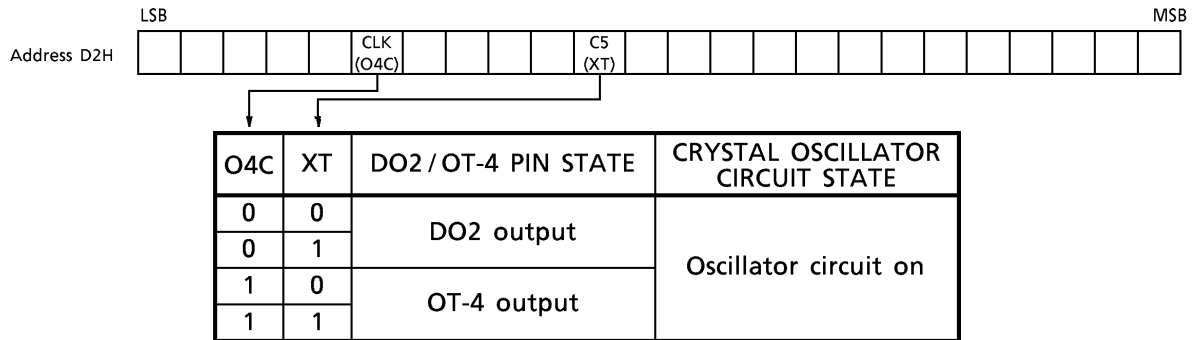 LSB MSB
Address D2H CLK (O4C) C5 (XT)
O4C XT DO2 / OT-4 PIN STATE CRYSTAL OSCILLATOR CIRCUIT STATE
0 0 DO2 output Oscillator circuit on
0 1
1 0 OT-4 output
1 1